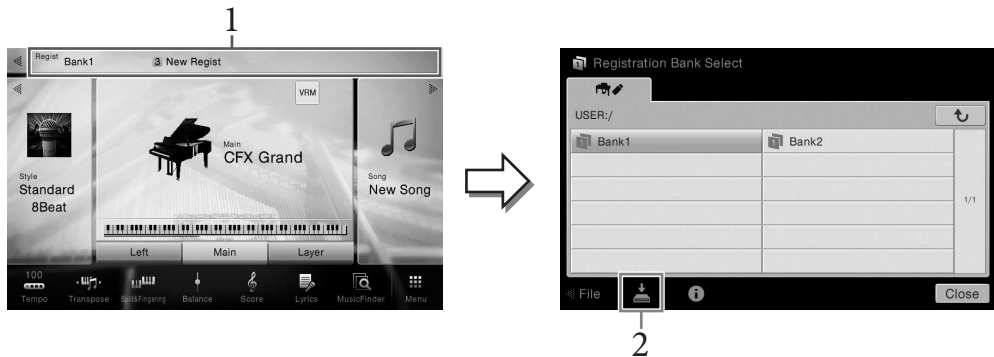 1
Regist Bank1 3 New Regist
VRM
Main
CFX Grand
Style
Standard
8Beat
Song
New Song
Left Main Layer
100
Tempo Transpose Split&Fingering Balance Score Lyrics MusicFinder Menu
Registration Bank Select
USER:/
1 Bank1 1 Bank2
1/1
File Close
2